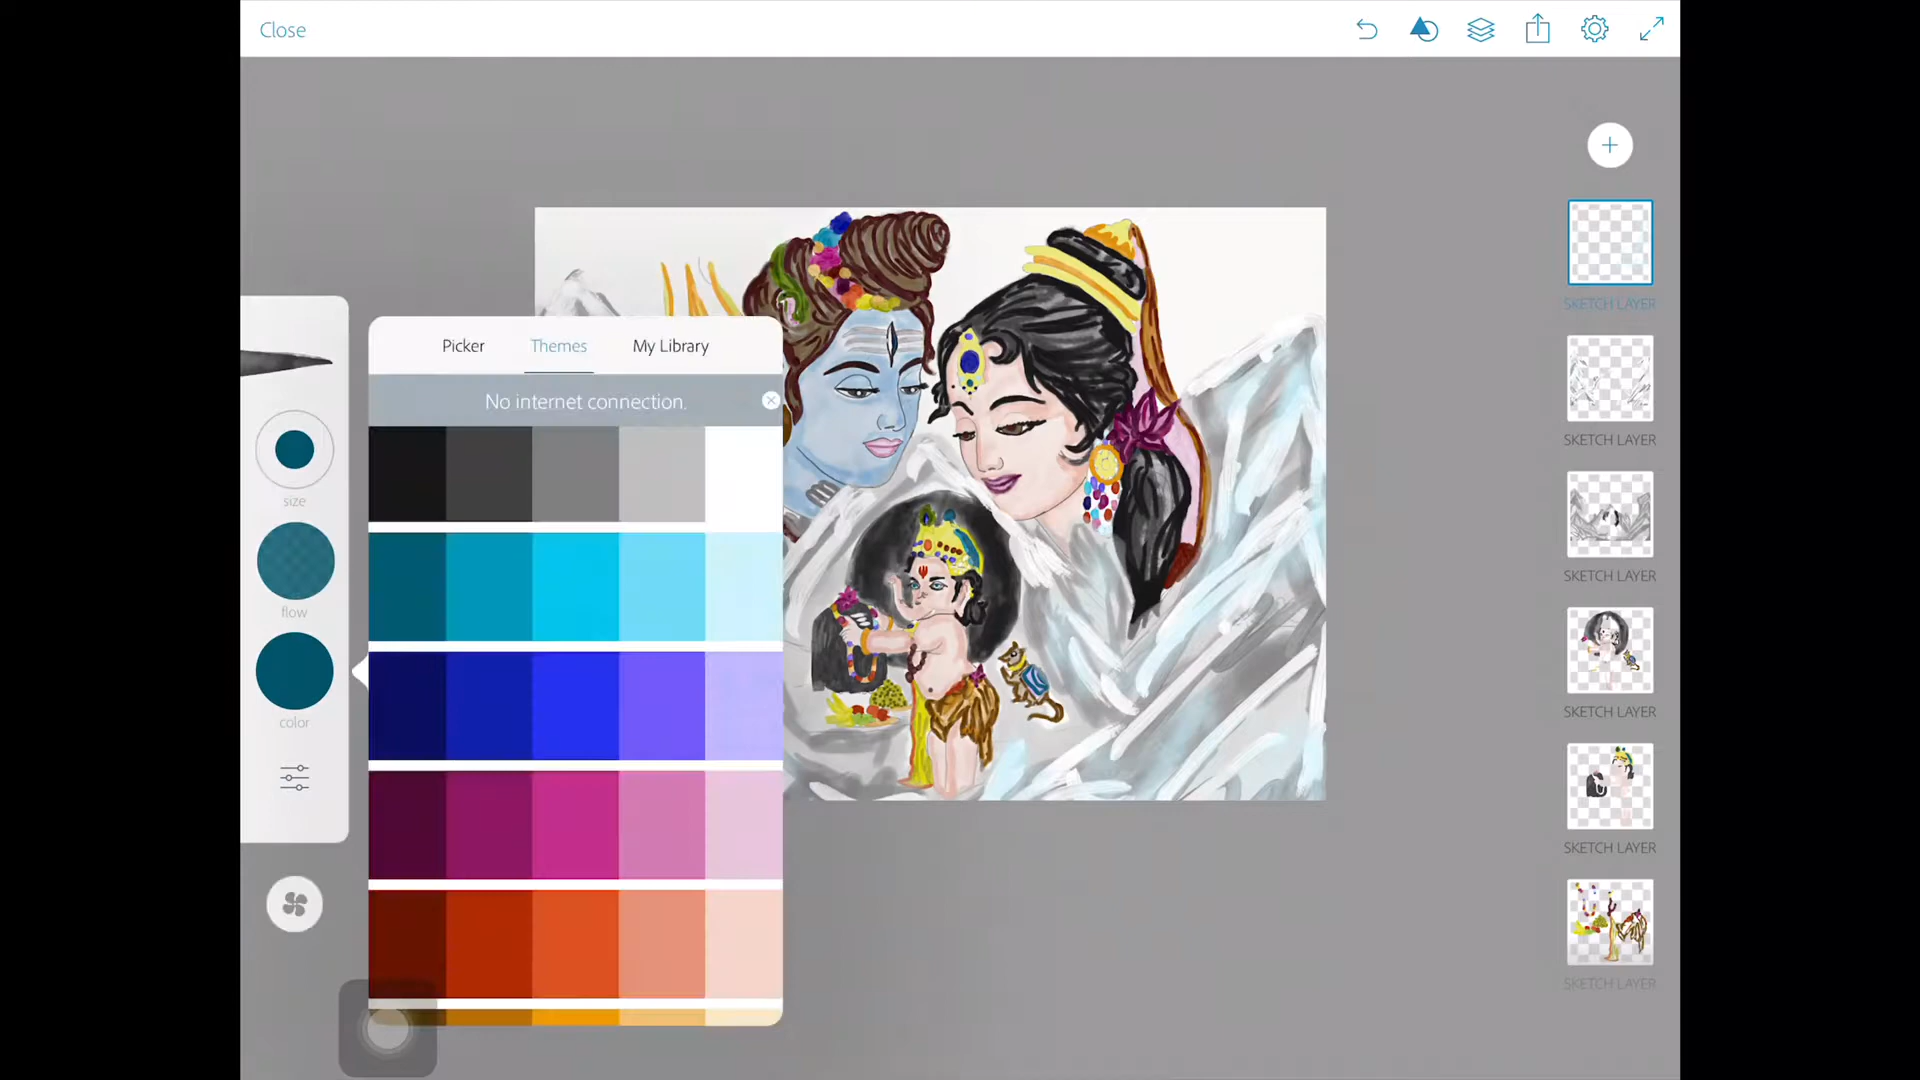 Close
Picker Themes My Library
No internet connection.
size
flow
color
SKETCH LAYER
SKETCH LAYER
SKETCH LAYER
SKETCH LAYER
SKETCH LAYER
SKETCH LAYER